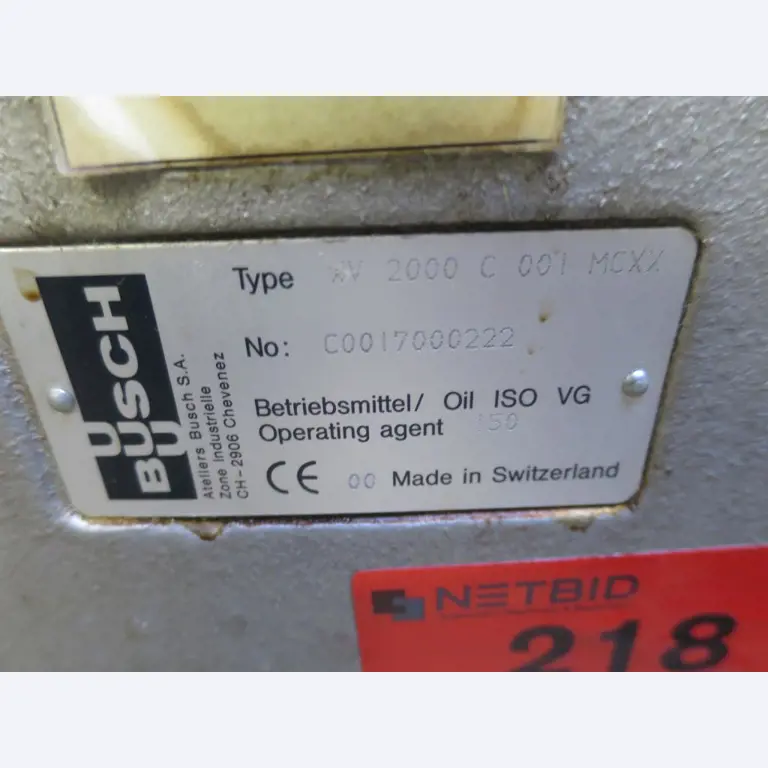 BUSCH
Ateliers Busch S.A.
Zone Industrielle
CH-2906 Chevenez
Type WV 2000 C 001 MCXX
No: C0017000222
Betriebsmittel/ Oil ISO VG
Operating agent 150
CE 00 Made in Switzerland
NETBID
218